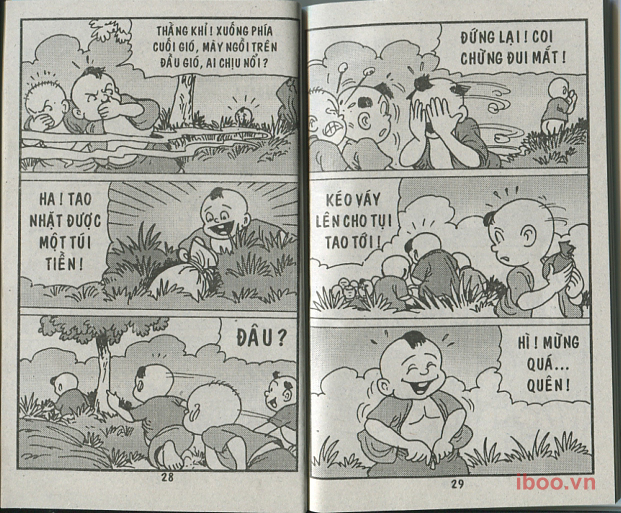 THẰNG KHỈ! XUỐNG PHÍA
CUỐI GIÓ, MÀY NGỒI TRÊN
ĐẦU GIÓ, AI CHỊU NỔI?
HA! TAO
NHẶT ĐƯỢC
MỘT TÚI
TIỀN!
ĐÂU?
28
ĐỨNG LẠI! COI
CHỪNG ĐUI MẮT!
KÉO VÁY
LÊN CHO TỤI
TAO TỚI!
HÌ! MỪNG
QUÁ...
QUÊN!
29
iboo.vn